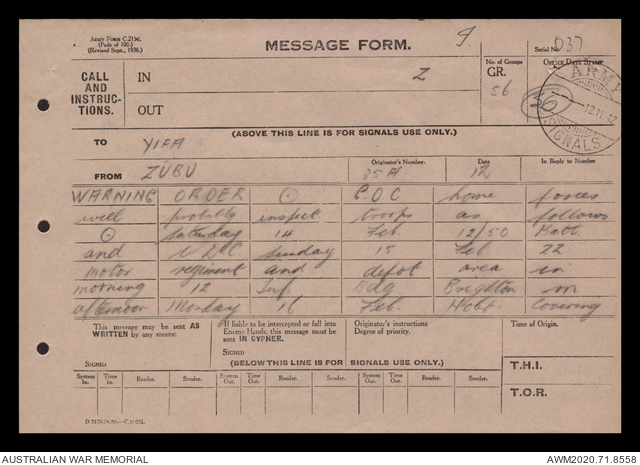 Army Form C.2136.
(Pads of 100.)
(Revised Sept., 1936.)
MESSAGE FORM.
Serial No. 037
CALL AND INSTRUC-TIONS.
IN
Z
No. of Groups
GR.
56
Office Date Stamp
ARMY
SIGNALS
56
OUT
(ABOVE THIS LINE IS FOR SIGNALS USE ONLY.)
TO YIFA
FROM ZUBU
Originator's Number.
35A
Date
12
In Reply to Number
WARNING ORDER ⊙ home forces
will probably inspect troops as follows
⊙ Saturday 14 Feb 12/50 Batt.
and Sunday 15 Feb 22
motor regiment and depot area in
morning 12 Inf. Bdg Brighton in
afternoon Monday 16 Feb. Hobt. Covering
This message may be sent AS WRITTEN by any means.
SIGNED
If liable to be intercepted or fall into Enemy Hands, this message must be sent IN CYPHER.
SIGNED
Originator's instructions
Degree of priority.
Time of Origin.
(BELOW THIS LINE IS FOR SIGNALS USE ONLY.)
T.H.I.
T.O.R.
System In. Time In. Reader. Sender. System Out. Time Out. Reader. Sender. System Out. Time Out. Reader. Sender.
AUSTRALIAN WAR MEMORIAL
AWM2020.71.8558